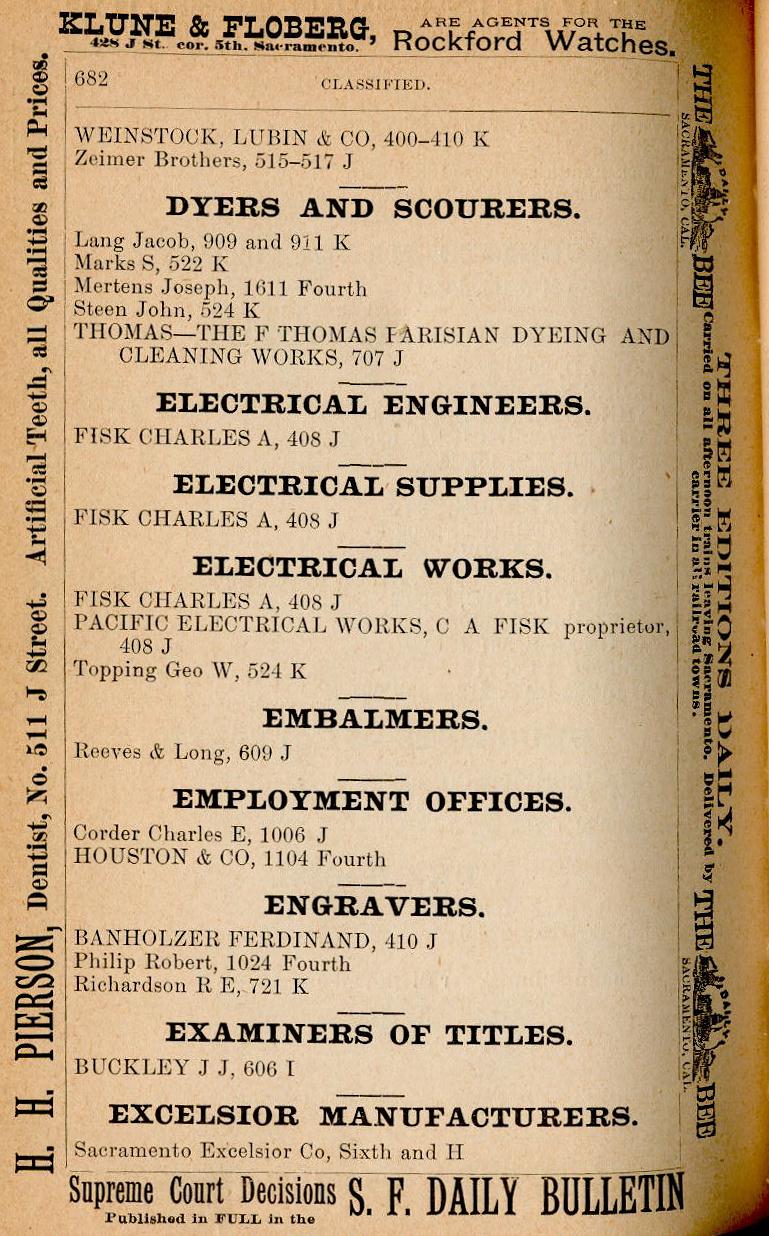 KLUNE & FLOBERG,
428 J St. cor. 5th. Sacramento.
ARE AGENTS FOR THE
Rockford Watches.
682
CLASSIFIED.
WEINSTOCK, LUBIN & CO, 400–410 K
Zeimer Brothers, 515–517 J
DYERS AND SCOURERS.
Lang Jacob, 909 and 911 K
Marks S, 522 K
Mertens Joseph, 1611 Fourth
Steen John, 524 K
THOMAS—THE F THOMAS PARISIAN DYEING AND
CLEANING WORKS, 707 J
ELECTRICAL ENGINEERS.
FISK CHARLES A, 408 J
ELECTRICAL SUPPLIES.
FISK CHARLES A, 408 J
ELECTRICAL WORKS.
FISK CHARLES A, 408 J
PACIFIC ELECTRICAL WORKS, C A FISK proprietor,
408 J
Topping Geo W, 524 K
EMBALMERS.
Reeves & Long, 609 J
EMPLOYMENT OFFICES.
Corder Charles E, 1006 J
HOUSTON & CO, 1104 Fourth
ENGRAVERS.
BANHOLZER FERDINAND, 410 J
Philip Robert, 1024 Fourth
Richardson R E, 721 K
EXAMINERS OF TITLES.
BUCKLEY J J, 606 I
EXCELSIOR MANUFACTURERS.
Sacramento Excelsior Co, Sixth and H
Supreme Court Decisions
Published in FULL in the
S. F. DAILY BULLETIN
H. H. PIERSON, Dentist, No. 511 J Street. Artificial Teeth, all Qualities and Prices.
THE DAILY BEE
SACRAMENTO, CAL.
THREE EDITIONS DAILY.
Carried on all afternoon trains leaving Sacramento. Delivered by
carrier in all railroad towns.
THE DAILY BEE
SACRAMENTO, CAL.